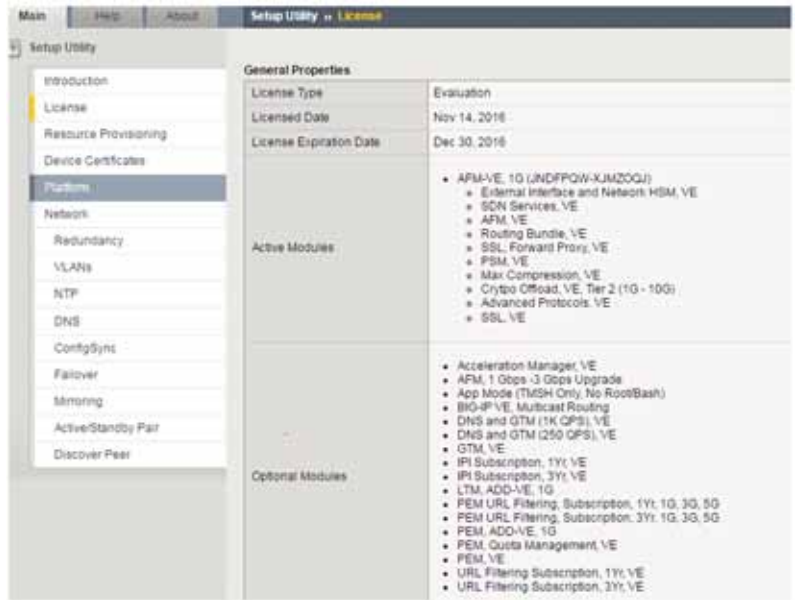 Main
Help
About
Setup Utility » License
Setup Utility
Introduction
License
Resource Provisioning
Device Certificates
Platform
Network
Redundancy
VLANs
NTP
DNS
ConfigSync
Failover
Mirroring
Active/Standby Pair
Discover Peer
General Properties
License Type
Evaluation
Licensed Date
Nov 14, 2016
License Expiration Date
Dec 30, 2016
Active Modules
AFM-VE, 1G (JNDFPQW-XJMZOQJ)
External Interface and Network HSM, VE
SDN Services, VE
AFM, VE
Routing Bundle, VE
SSL, Forward Proxy, VE
PSM, VE
Max Compression, VE
Crytpo Offload, VE, Tier 2 (1G - 10G)
Advanced Protocols, VE
SSL, VE
Optional Modules
Acceleration Manager, VE
AFM, 1 Gbps -3 Gbps Upgrade
App Mode (TMSH Only, No Root/Bash)
BIG-IP VE, Multicast Routing
DNS and GTM (1K QPS), VE
DNS and GTM (250 QPS), VE
GTM, VE
IPI Subscription, 1Yr, VE
IPI Subscription, 3Yr, VE
LTM, ADD-VE, 1G
PEM URL Filtering, Subscription, 1Yr, 1G, 3G, 5G
PEM URL Filtering, Subscription, 3Yr, 1G, 3G, 5G
PEM, ADD-VE, 1G
PEM, Quota Management, VE
PEM, VE
URL Filtering Subscription, 1Yr, VE
URL Filtering Subscription, 3Yr, VE